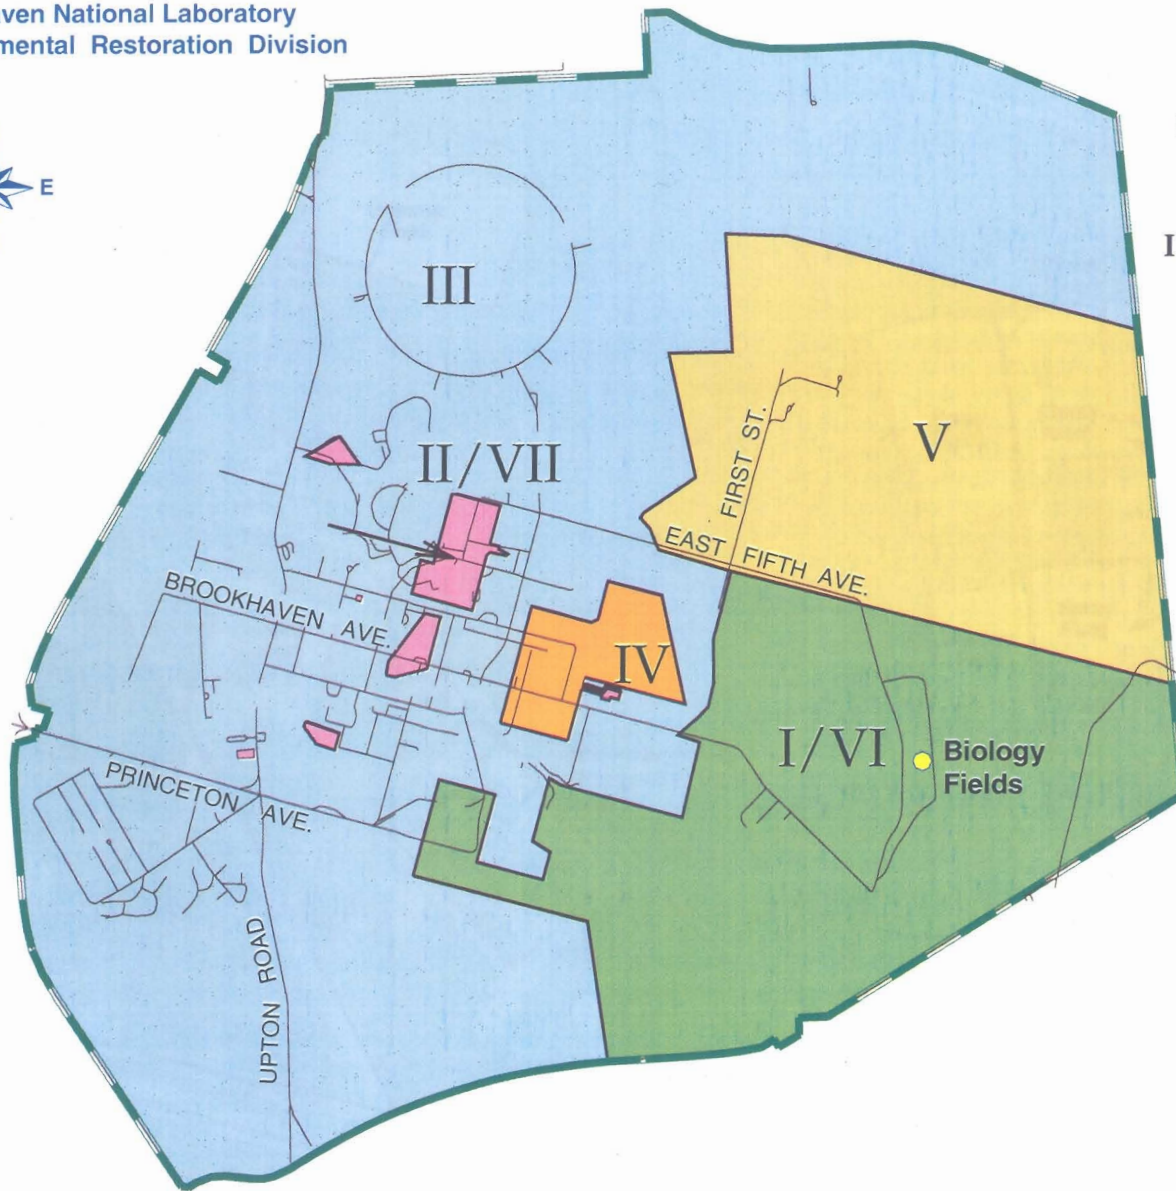 aven National Laboratory
mental Restoration Division
E
I
III
V
FIRST ST.
II/VII
EAST FIFTH AVE.
BROOKHAVEN AVE.
IV
I/VI
Biology
Fields
PRINCETON AVE.
UPTON ROAD